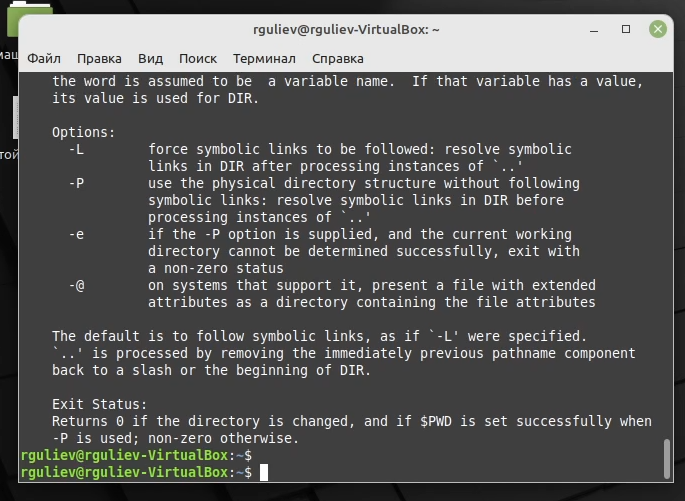 rguliev@rguliev-VirtualBox: ~
Файл Правка Вид Поиск Терминал Справка
the word is assumed to be  a variable name.  If that variable has a value,
its value is used for DIR.
Options:
-L        force symbolic links to be followed: resolve symbolic
links in DIR after processing instances of `..'
-P        use the physical directory structure without following
symbolic links: resolve symbolic links in DIR before
processing instances of `..'
-e        if the -P option is supplied, and the current working
directory cannot be determined successfully, exit with
a non-zero status
-@        on systems that support it, present a file with extended
attributes as a directory containing the file attributes
The default is to follow symbolic links, as if `-L' were specified.
`..' is processed by removing the immediately previous pathname component
back to a slash or the beginning of DIR.
Exit Status:
Returns 0 if the directory is changed, and if $PWD is set successfully when
-P is used; non-zero otherwise.
rguliev@rguliev-VirtualBox:~$
rguliev@rguliev-VirtualBox:~$